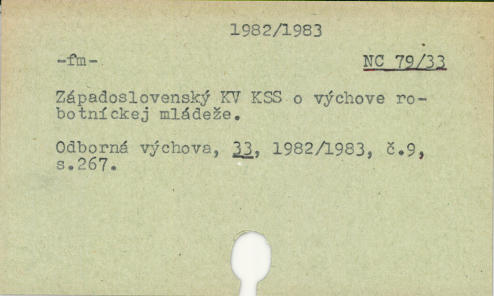 1982/1983
-fm-
NC 79/33
Západoslovenský KV KSS o výchove ro-
botníckej mládeže.
Odborná výchova, 33, 1982/1983, č.9,
s.267.